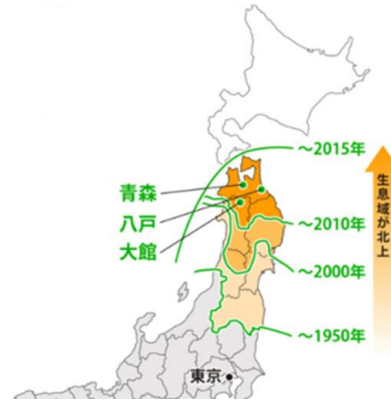 ～2015年
青森
八戸
大館
～2010年
～2000年
～1950年
東京
生息域が北上